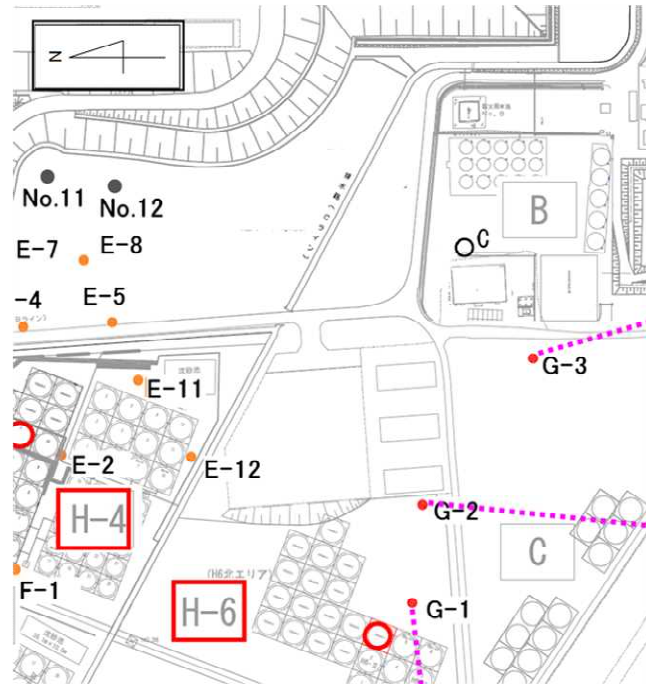 N
No.11
No.12
B
C
E-7
E-8
-4
E-5
G-3
E-11
E-12
E-2
H-4
G-2
C
F-1
(H6北エリア)
H-6
G-1